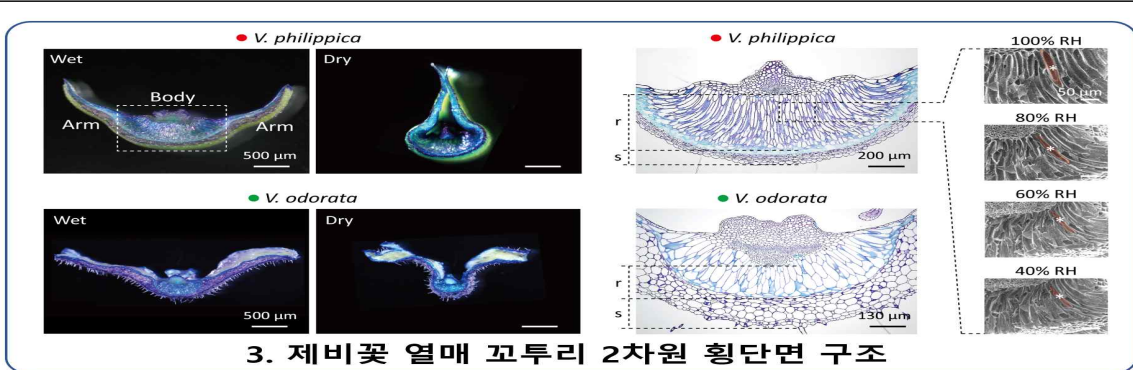 V. philippica
Wet
Body
Arm
Arm
500 µm
Dry
V. philippica
r
s
200 µm
100% RH
*
50 µm
80% RH
*
60% RH
*
40% RH
*
V. odorata
Wet
500 µm
Dry
V. odorata
r
s
130 µm
3. 제비꽃 열매 꼬투리 2차원 횡단면 구조